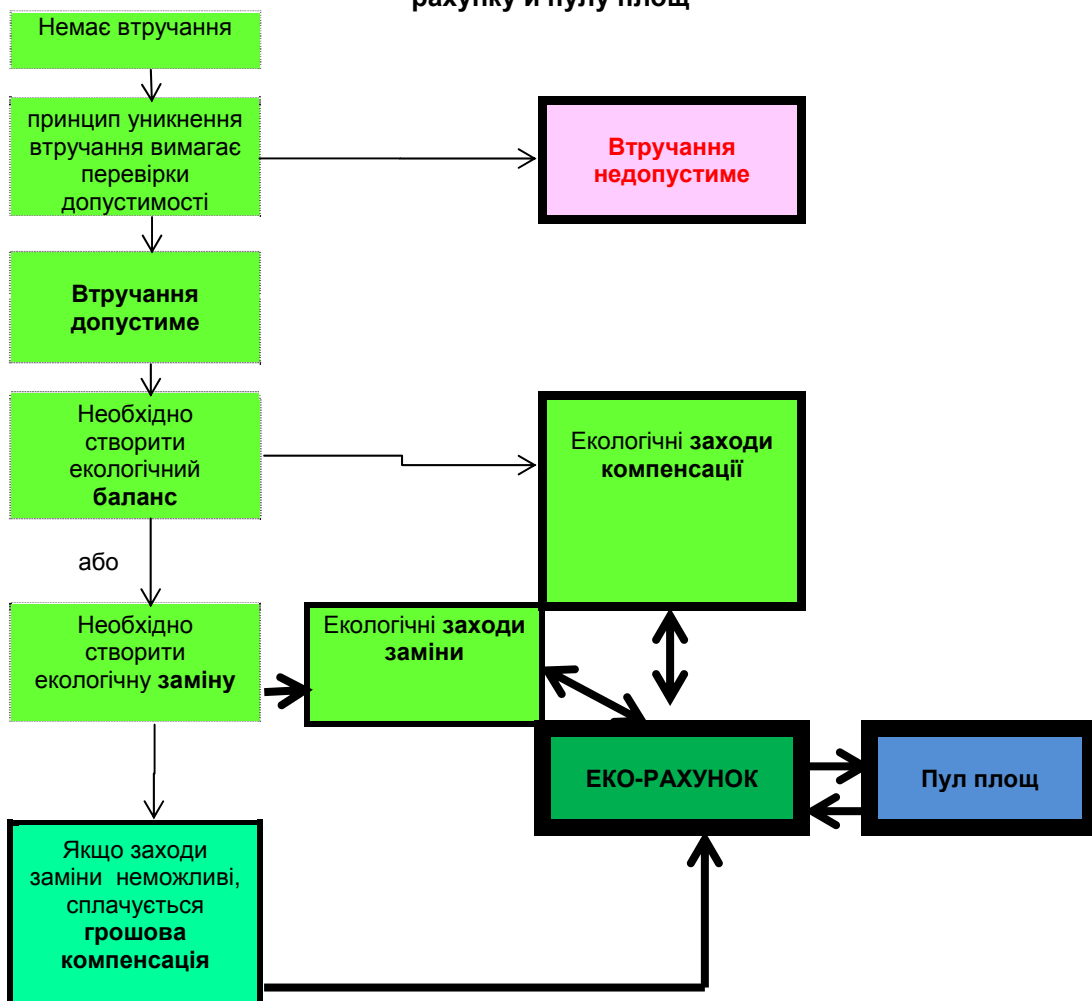 рахунку й пулу площ
Немає втручання
принцип уникнення
втручання вимагає
перевірки
допустимості
Втручання
недопустиме
Втручання
допустиме
Необхідно
створити
екологічний
баланс
Екологічні заходи
компенсації
або
Необхідно
створити
екологічну заміну
Екологічні заходи
заміни
ЕКО-РАХУНОК
Пул площ
Якщо заходи
заміни неможливі,
сплачується
грошова
компенсація